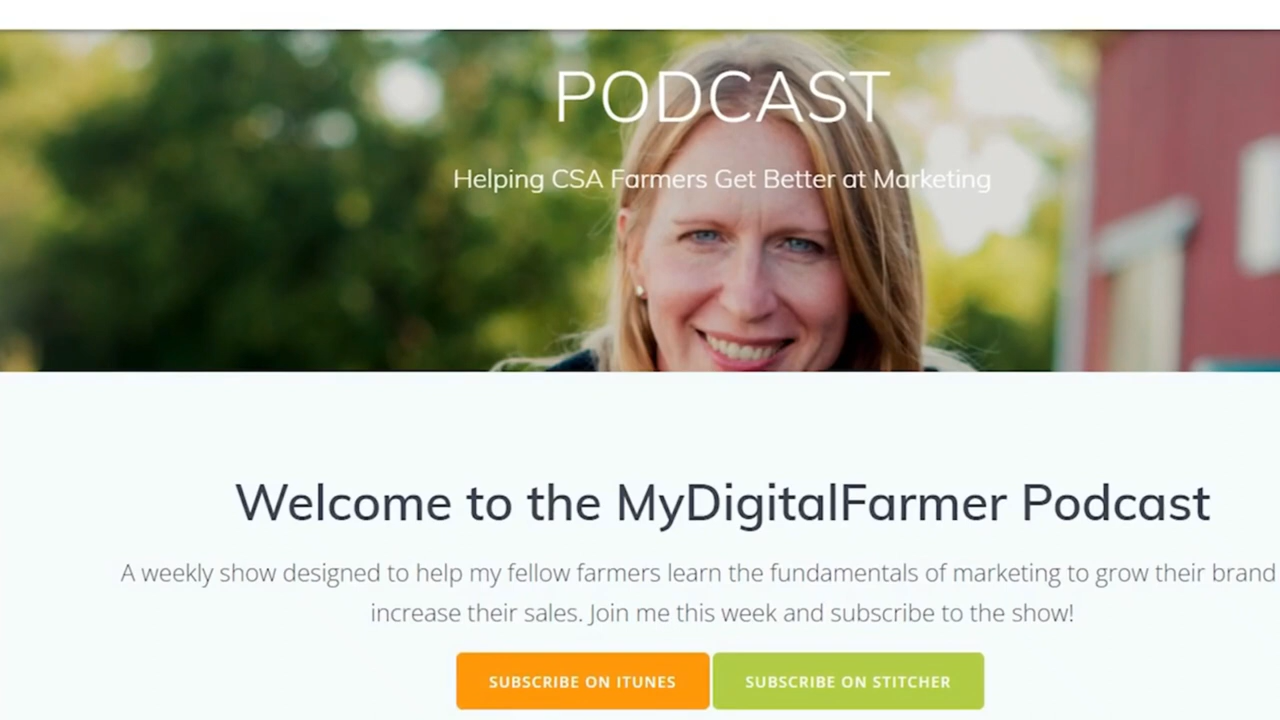 PODCAST
Helping CSA Farmers Get Better at Marketing
Welcome to the MyDigitalFarmer Podcast
A weekly show designed to help my fellow farmers learn the fundamentals of marketing to grow their brand
increase their sales. Join me this week and subscribe to the show!
SUBSCRIBE ON ITUNES SUBSCRIBE ON STITCHER